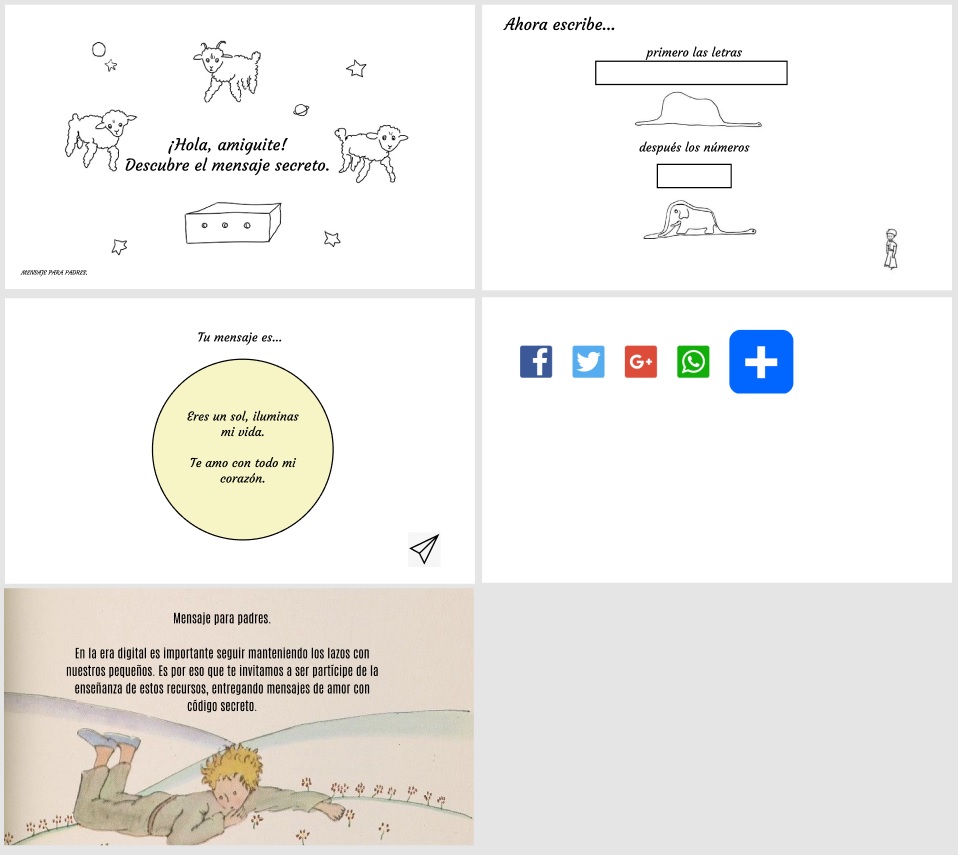 ¡Hola, amiguite!
Descubre el mensaje secreto.
MENSAJE PARA PADRES.
Ahora escribe...
primero las letras
después los números
Tu mensaje es...
Eres un sol, iluminas
mi vida.
Te amo con todo mi
corazón.
G+
Mensaje para padres.
En la era digital es importante seguir manteniendo los lazos con
nuestros pequeños. Es por eso que te invitamos a ser partícipe de la
enseñanza de estos recursos, entregando mensajes de amor con
código secreto.